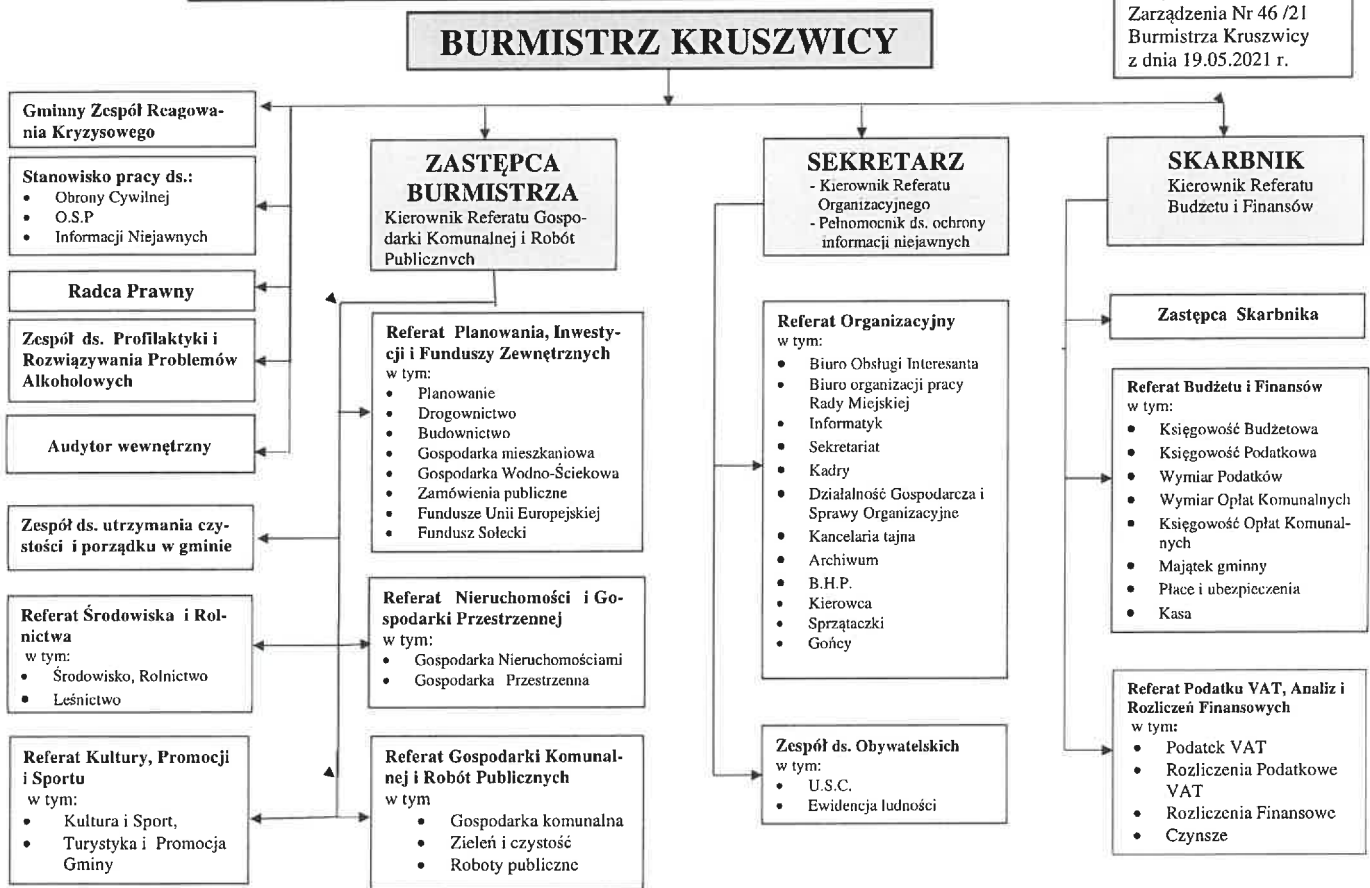 BURMISTRZ KRUSZWICY
Zarządzenia Nr 46 /21
Burmistrza Kruszwicy
z dnia 19.05.2021 r.
Gminny Zespół Reagowa-
nia Kryzysowego
Stanowisko pracy ds.:
• Obrony Cywilnej
• O.S.P
• Informacji Niejawnych
Radca Prawny
Zespół ds. Profilaktyki i
Rozwiązywania Problemów
Alkoholowych
Audytor wewnętrzny
Zespół ds. utrzymania czy-
stości i porządku w gminie
Referat Środowiska i Rol-
nictwa
w tym:
• Środowisko, Rolnictwo
• Leśnictwo
Referat Kultury, Promocji
i Sportu
w tym:
• Kultura i Sport,
• Turystyka i Promocja
Gminy
ZASTĘPCA
BURMISTRZA
Kierownik Referatu Gospo-
darki Komunalnej i Robót
Publicznych
Referat Planowania, Inwesty-
cji i Funduszy Zewnętrznych
w tym:
• Planowanie
• Drogownictwo
• Budownictwo
• Gospodarka mieszkaniowa
• Gospodarka Wodno-Ściekowa
• Zamówienia publiczne
• Fundusze Unii Europejskiej
• Fundusz Sołecki
Referat Nieruchomości i Go-
spodarki Przestrzennej
w tym:
• Gospodarka Nieruchomościami
• Gospodarka Przestrzenna
Referat Gospodarki Komunal-
nej i Robót Publicznych
w tym
• Gospodarka komunalna
• Zieleń i czystość
• Roboty publiczne
SEKRETARZ
- Kierownik Referatu
Organizacyjnego
- Pełnomocnik ds. ochrony
informacji niejawnych
Referat Organizacyjny
w tym:
• Biuro Obsługi Interesanta
• Biuro organizacji pracy
Rady Miejskiej
• Informatyk
• Sekretariat
• Kadry
• Działalność Gospodarcza i
Sprawy Organizacyjne
• Kancelaria tajna
• Archiwum
• B.H.P.
• Kierowca
• Sprzątaczki
• Gońcy
Zespół ds. Obywatelskich
w tym:
• U.S.C.
• Ewidencja ludności
SKARBNIK
Kierownik Referatu
Budżetu i Finansów
Zastępca Skarbnika
Referat Budżetu i Finansów
w tym:
• Księgowość Budżetowa
• Księgowość Podatkowa
• Wymiar Podatków
• Wymiar Opłat Komunalnych
• Księgowość Opłat Komunal-
nych
• Majątek gminny
• Płace i ubezpieczenia
• Kasa
Referat Podatku VAT, Analiz i
Rozliczeń Finansowych
w tym:
• Podatek VAT
• Rozliczenia Podatkowe
VAT
• Rozliczenia Finansowe
• Czynsze